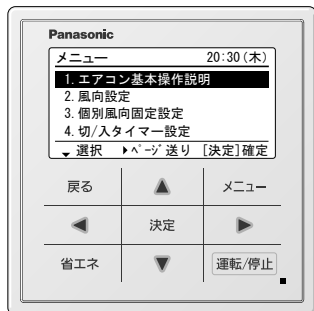 Panasonic
メニュー 20:30(木)
1. エアコン基本操作説明
2. 風向設定
3. 個別風向固定設定
4. 切/入タイマー設定
選択 ▶ページ送り [決定]確定
戻る ▲ メニュー
◀ 決定 ▶
省エネ ▼ 運転/停止